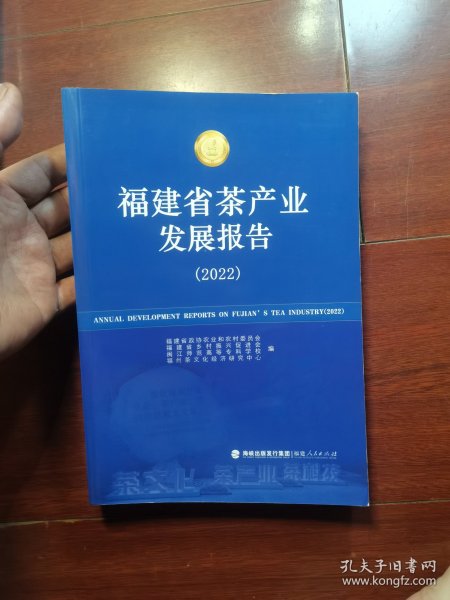 福建省茶产业
发展报告
(2022)
ANNUAL DEVELOPMENT REPORTS ON FUJIAN'S TEA INDUSTRY(2022)
福建省政协农业和农村委员会
福建省乡村振兴促进会
闽江师范高等专科学校
福州茶文化经济研究中心
编
海峡出版发行集团 福建人民出版社
茶文化 茶产业 茶科技
孔夫子旧书网
www.kongfz.com